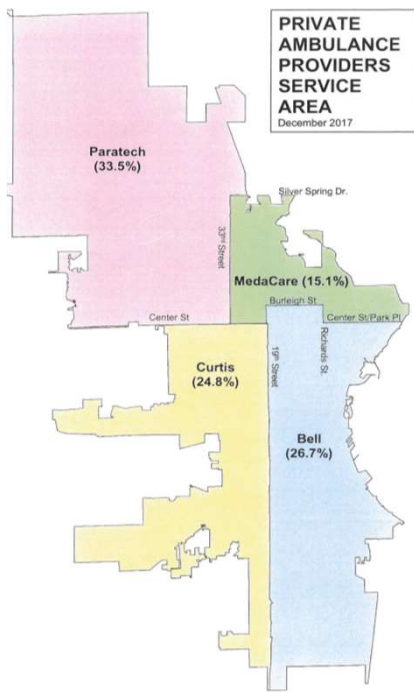 PRIVATE
AMBULANCE
PROVIDERS
SERVICE
AREA
December 2017
Paratech
(33.5%)
Silver Spring Dr.
33rd Street
MedaCare (15.1%)
Burleigh St
Center St
Center St/Park Pl
Richards St.
19th Street
Curtis
(24.8%)
Bell
(26.7%)